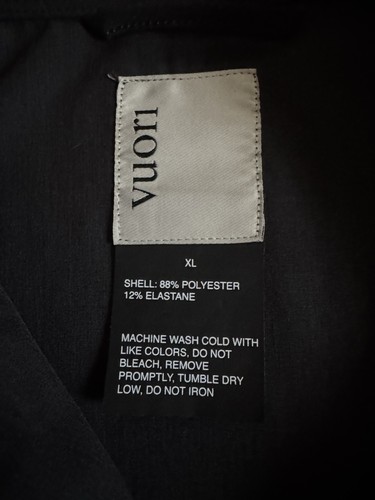 vuori
XL
SHELL: 88% POLYESTER
12% ELASTANE
MACHINE WASH COLD WITH
LIKE COLORS, DO NOT
BLEACH, REMOVE
PROMPTLY, TUMBLE DRY
LOW, DO NOT IRON